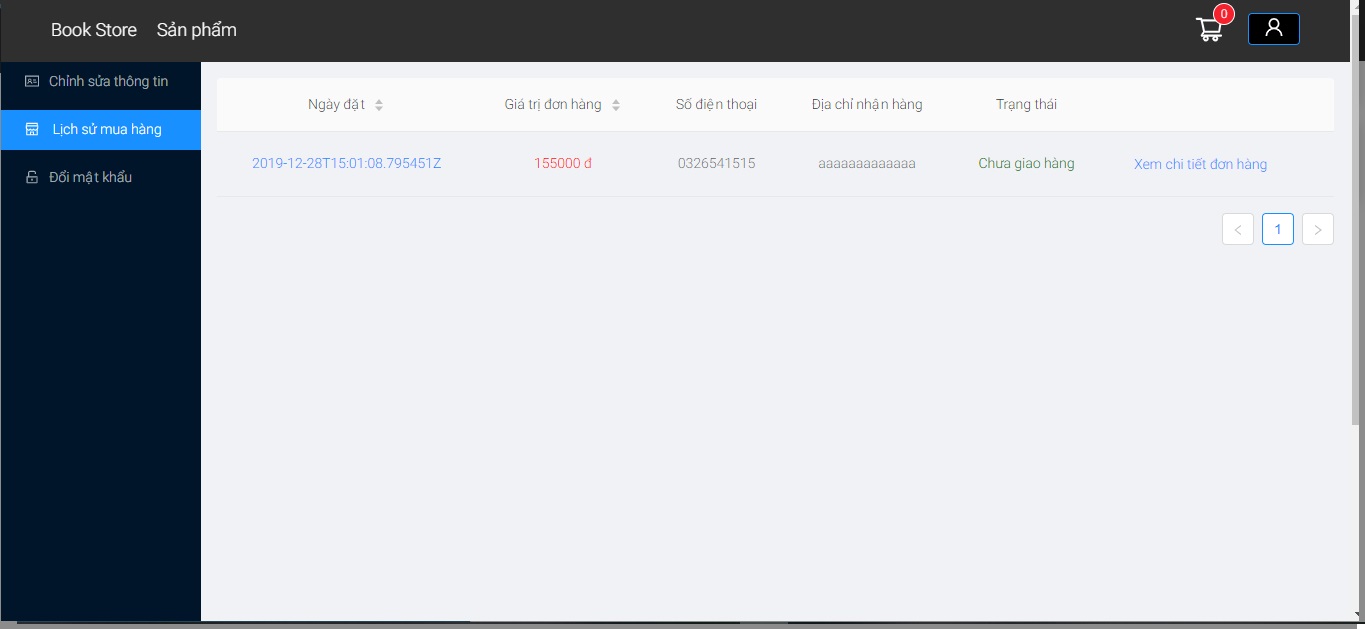 Book Store Sản phẩm 0
Chỉnh sửa thông tin
Lịch sử mua hàng
Đổi mật khẩu
Ngày đặt Giá trị đơn hàng Số điện thoại Địa chỉ nhận hàng Trạng thái
2019-12-28T15:01:08.795451Z 155000 đ 0326541515 aaaaaaaaaaaaa Chưa giao hàng Xem chi tiết đơn hàng
< 1 >